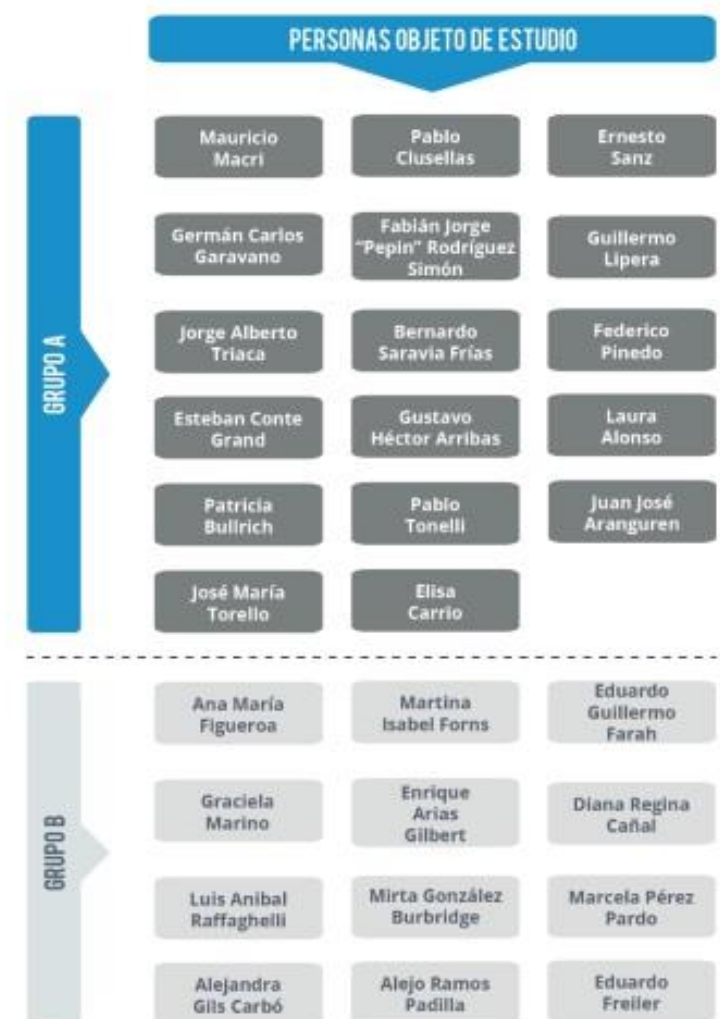 PERSONAS OBJETO DE ESTUDIO
GRUPO A
Mauricio
Macri
Pablo
Clusellas
Ernesto
Sanz
Germán Carlos
Garavano
Fabián Jorge
"Pepin" Rodríguez
Simón
Guillermo
Lipera
Jorge Alberto
Triaca
Bernardo
Saravia Frías
Federico
Pinedo
Esteban Conte
Grand
Gustavo
Héctor Arribas
Laura
Alonso
Patricia
Bullrich
Pablo
Tonelli
Juan José
Aranguren
José María
Torello
Elisa
Carrio
GRUPO B
Ana María
Figueroa
Martina
Isabel Forns
Eduardo
Guillermo
Farah
Graciela
Marino
Enrique
Arias
Gilbert
Diana Regina
Cañal
Luis Anibal
Raffaghelli
Mirta González
Burbridge
Marcela Pérez
Pardo
Alejandra
Gils Carbó
Alejo Ramos
Padilla
Eduardo
Freiler